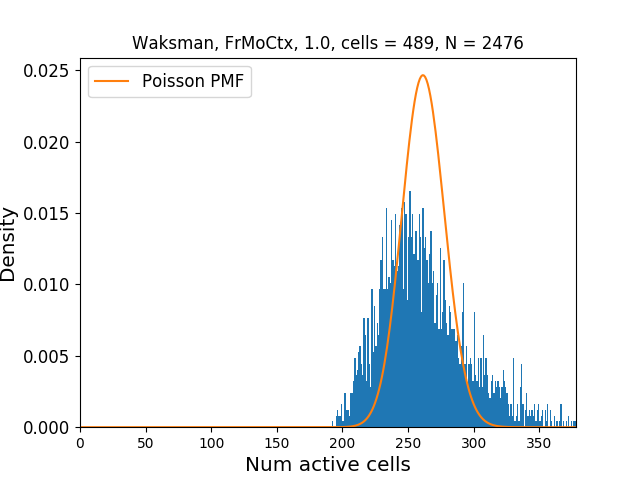 Waksman, FrMoCtx, 1.0, cells = 489, N = 2476
Poisson PMF
Density
0.025
0.020
0.015
0.010
0.005
0.000
0 50 100 150 200 250 300 350
Num active cells